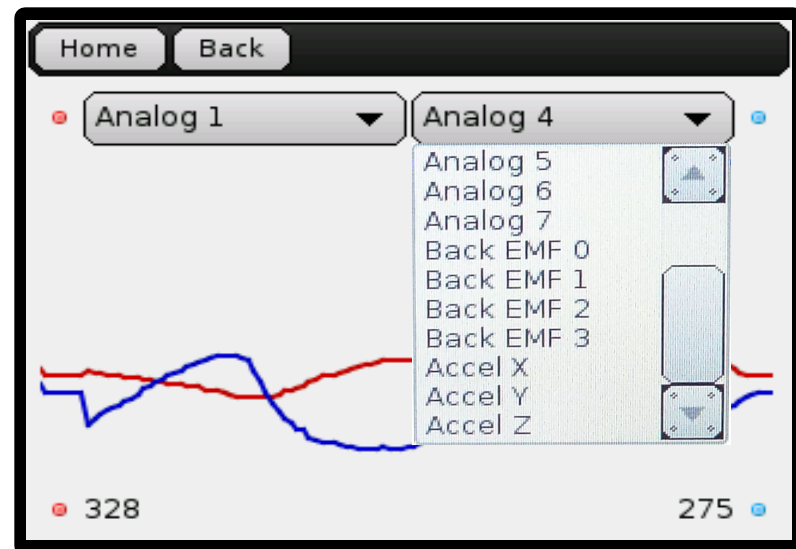 Home Back
Analog 1 Analog 4
Analog 5
Analog 6
Analog 7
Back EMF 0
Back EMF 1
Back EMF 2
Back EMF 3
Accel X
Accel Y
Accel Z
328 275